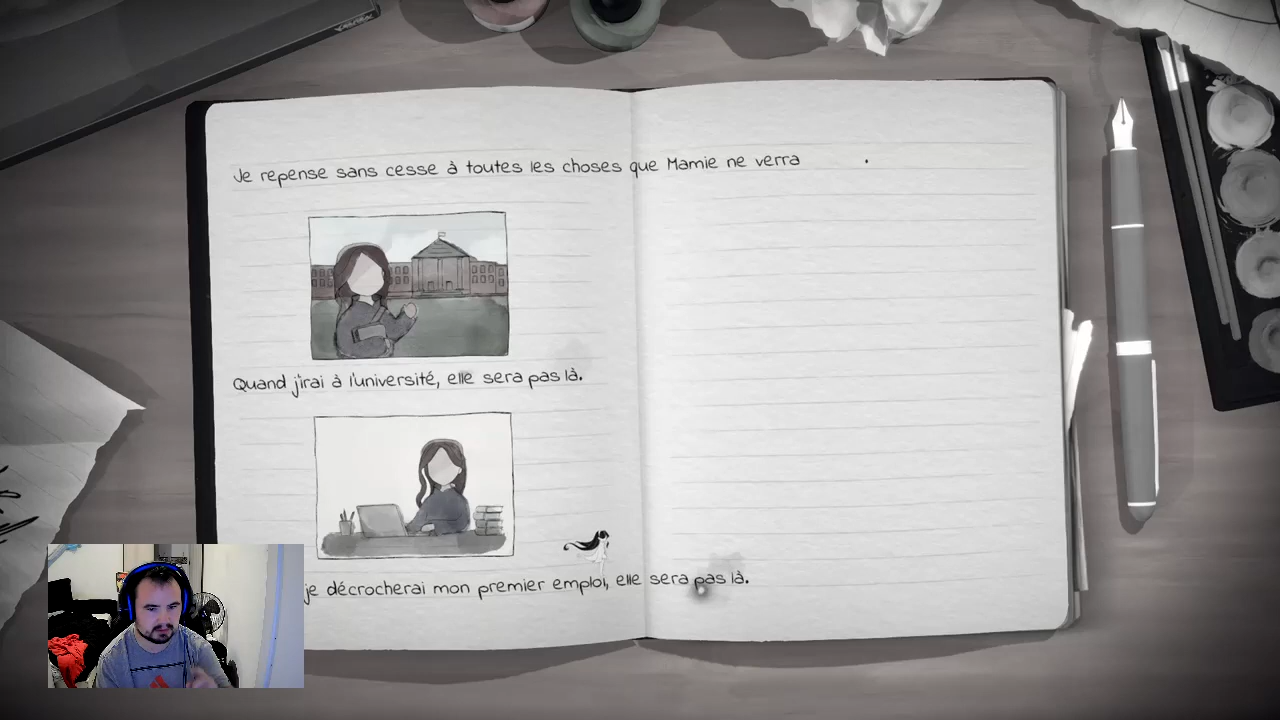 Je repense sans cesse à toutes les choses que Mamie ne verra .
Quand j'irai à l'université, elle sera pas là.
je décrocherai mon premier emploi, elle sera pas là.